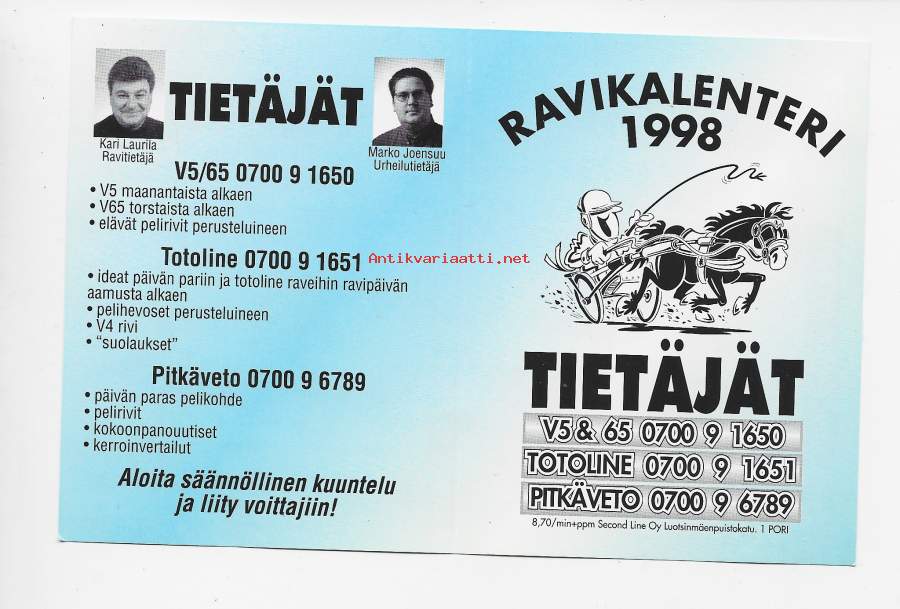 TIETÄJÄT
Kari Laurila
Ravitietäjä
Marko Joensuu
Urheilutietäjä
V5/65 0700 9 1650
• V5 maanantaista alkaen
• V65 torstaista alkaen
• elävät pelirivit perusteluineen
Totoline 0700 9 1651
• ideat päivän pariin ja totoline raveihin ravipäivän
aamusta alkaen
• pelihevoset perusteluineen
• V4 rivi
• "suolaukset"
Pitkäveto 0700 9 6789
• päivän paras pelikohde
• pelirivit
• kokoonpanouutiset
• kerroinvertailut
Aloita säännöllinen kuuntelu
ja liity voittajiin!
Antikvariaatti.net
RAVIKALENTERI
1998
TIETÄJÄT
V5 & 65 0700 9 1650
TOTOLINE 0700 9 1651
PITKÄVETO 0700 9 6789
8,70/min+ppm Second Line Oy Luotsinmäenpuistokatu. 1 PORI